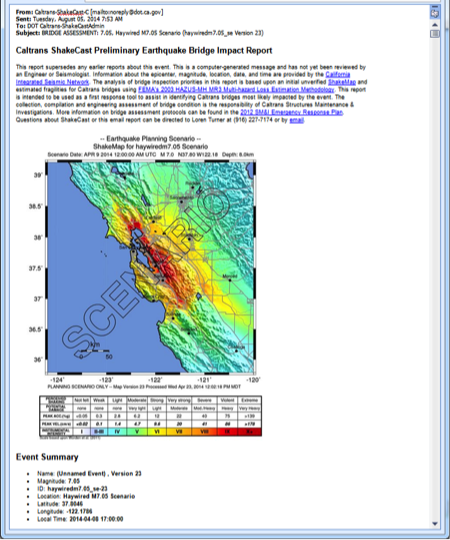 From: Caltrans-ShakeCast-C [mailto:noreply@dot.ca.gov]
Sent: Tuesday, August 05, 2014 7:53 AM
To: DOT Caltrans-ShakeCastAdmin
Subject: BRIDGE ASSESSMENT: 7.05, Haywired M7.05 Scenario (haywiredm7.05_se Version 23)
Caltrans ShakeCast Preliminary Earthquake Bridge Impact Report
This report supersedes any earlier reports about this event. This is a computer-generated message and has not yet been reviewed by
an Engineer or Seismologist. Information about the epicenter, magnitude, location, date, and time are provided by the California
Integrated Seismic Network. The analysis of bridge inspection priorities in this report is based upon an initial unverified ShakeMap and
estimated fragilities for Caltrans bridges using FEMA's 2003 HAZUS-MH MR3 Multi-hazard Loss Estimation Methodology. This report
is intended to be used as a first response tool to assist in identifying Caltrans bridges most likely impacted by the event. The
collection, compilation and engineering assessment of bridge condition is the responsibility of Caltrans Structures Maintenance &
Investigations. More information on bridge assessment protocols can be found in the 2012 SM&I Emergency Response Plan.
Questions about ShakeCast or this email report can be directed to Loren Turner at (916) 227-7174 or by email.
-- Earthquake Planning Scenario --
ShakeMap for haywiredm7.05 Scenario
Scenario Date: APR 9 2014 12:00:00 AM UTC M 7.0 N37.80 W122.18 Depth: 8.0km
39°
38.5°
38°
37.5°
37°
36.5°
36°
SCENARIO
km
0 50
-124° -123° -122° -121° -120°
PLANNING SCENARIO ONLY -- Map Version 23 Processed Wed Apr 23, 2014 12:52:16 PM MDT
PERCEIVED SHAKING Not felt Weak Light Moderate Strong Very strong Severe Violent Extreme
POTENTIAL DAMAGE none none none Very light Light Moderate Mod./Heavy Heavy Very Heavy
PEAK ACC.(%g) <0.05 0.3 2.8 6.2 12 22 40 75 >139
PEAK VEL.(cm/s) <0.02 0.1 1.4 4.7 9.6 20 41 86 >178
INSTRUMENTAL INTENSITY I II-III IV V VI VII VIII
Event Summary
• Name: (Unnamed Event) , Version 23
• Magnitude: 7.05
• ID: haywiredm7.05_se-23
• Location: Haywired M7.05 Scenario
• Latitude: 37.8046
• Longitude: -122.1786
• Local Time: 2014-04-08 17:00:00